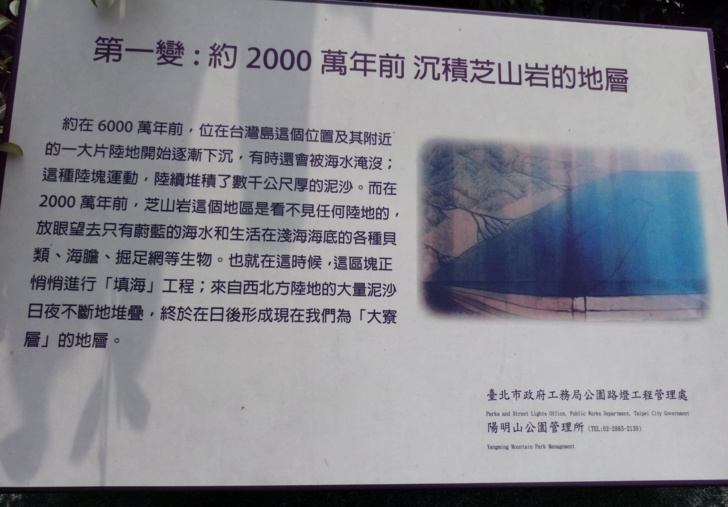 第一變：約 2000 萬年前 沉積芝山岩的地層
約在 6000 萬年前，位在台灣島這個位置及其附近
的一大片陸地開始逐漸下沉，有時還會被海水淹沒；
這種陸塊運動，陸續堆積了數千公尺厚的泥沙。而在
2000 萬年前，芝山岩這個地區是看不見任何陸地的，
放眼望去只有蔚藍的海水和生活在淺海海底的各種貝
類、海膽、掘足綱等生物。也就在這時候，這區塊正
悄悄進行「填海」工程；來自西北方陸地的大量泥沙
日夜不斷地堆疊，終於在日後形成現在我們為「大寮
層」的地層。
臺北市政府工務局公園路燈工程管理處
Parks and Street Lights Office, Public Works Department, Taipei City Government
陽明山公園管理所 (TEL:02-2883-2130)
Yangming Mountain Park Management